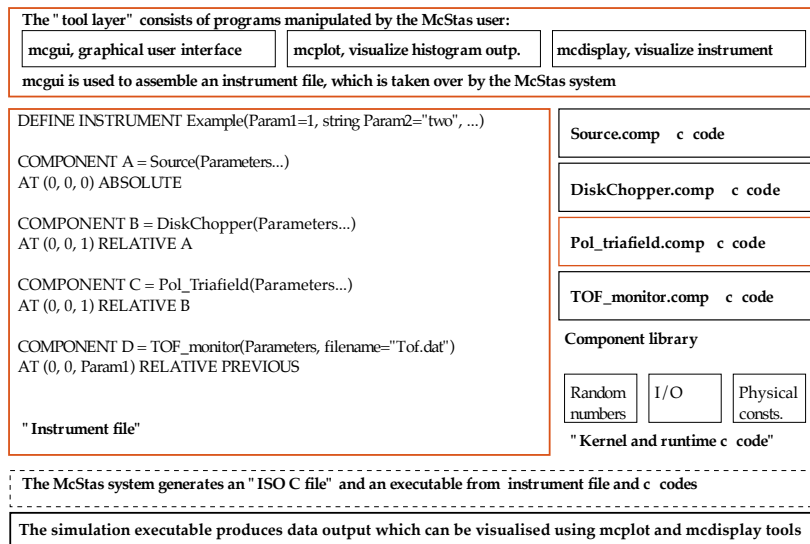 The "tool layer" consists of programs manipulated by the McStas user:
mcgui, graphical user interface
mcplot, visualize histogram outp.
mcdisplay, visualize instrument
mcgui is used to assemble an instrument file, which is taken over by the McStas system
DEFINE INSTRUMENT Example(Param1=1, string Param2="two", ...)
COMPONENT A = Source(Parameters...)
AT (0, 0, 0) ABSOLUTE
COMPONENT B = DiskChopper(Parameters...)
AT (0, 0, 1) RELATIVE A
COMPONENT C = Pol_Triafield(Parameters...)
AT (0, 0, 1) RELATIVE B
COMPONENT D = TOF_monitor(Parameters, filename="Tof.dat")
AT (0, 0, Param1) RELATIVE PREVIOUS
"Instrument file"
Source.comp c code
DiskChopper.comp c code
Pol_triafield.comp c code
TOF_monitor.comp c code
Component library
Random
numbers
I/O
Physical
consts.
"Kernel and runtime c code"
The McStas system generates an "ISO C file" and an executable from instrument file and c codes
The simulation executable produces data output which can be visualised using mcplot and mcdisplay tools